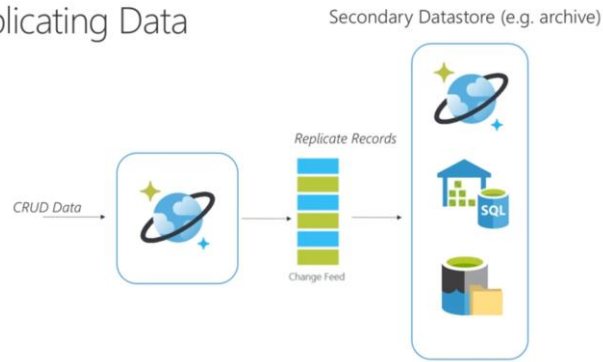 plicating Data
Secondary Datastore (e.g. archive)
Replicate Records
CRUD Data
SQL
Change Feed